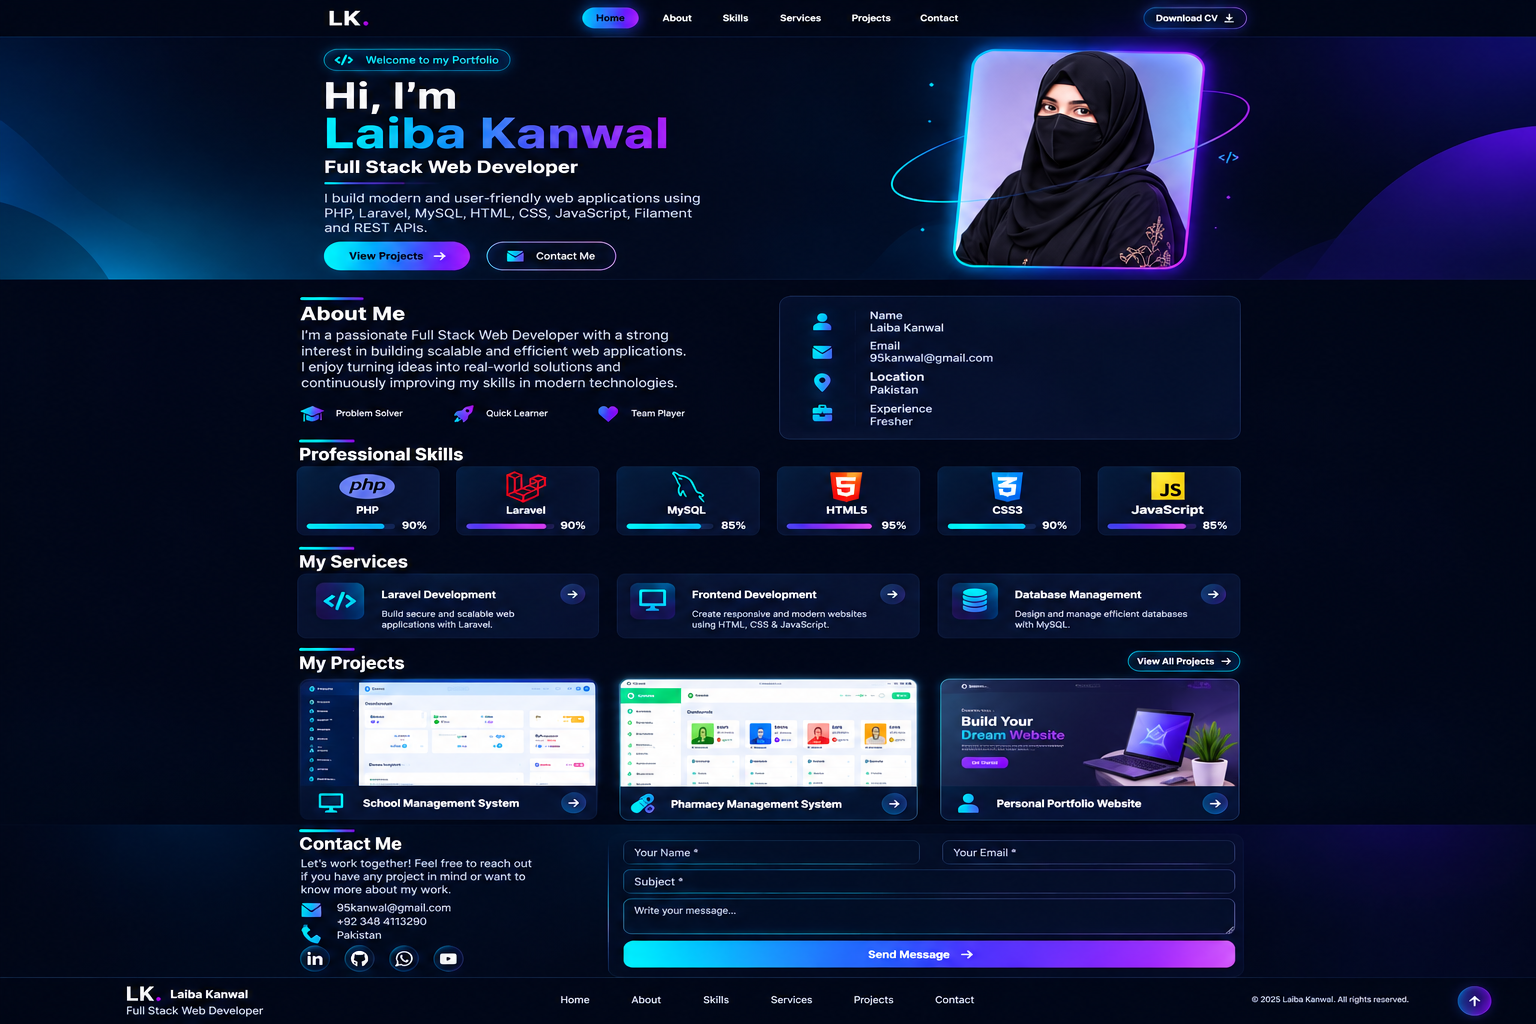 LK.
Home
About
Skills
Services
Projects
Contact
Download CV
</> Welcome to my Portfolio
Hi, I'm
Laiba Kanwal
Full Stack Web Developer
I build modern and user-friendly web applications using
PHP, Laravel, MySQL, HTML, CSS, JavaScript, Filament
and REST APIs.
View Projects →
Contact Me
</>
About Me
I'm a passionate Full Stack Web Developer with a strong
interest in building scalable and efficient web applications.
I enjoy turning ideas into real-world solutions and
continuously improving my skills in modern technologies.
Problem Solver
Quick Learner
Team Player
Name
Laiba Kanwal
Email
95kanwal@gmail.com
Location
Pakistan
Experience
Fresher
Professional Skills
php
PHP
90%
Laravel
90%
MySQL
85%
5
HTML5
95%
3
CSS3
90%
JS
JavaScript
85%
My Services
</>
Laravel Development
Build secure and scalable web
applications with Laravel.
Frontend Development
Create responsive and modern websites
using HTML, CSS & JavaScript.
Database Management
Design and manage efficient databases
with MySQL.
My Projects
View All Projects →
School Management System
Pharmacy Management System
Build Your
Dream Website
Get Started
Personal Portfolio Website
Contact Me
Let's work together! Feel free to reach out
if you have any project in mind or want to
know more about my work.
95kanwal@gmail.com
+92 348 4113290
Pakistan
in
Your Name *
Your Email *
Subject *
Write your message...
Send Message →
LK. Laiba Kanwal
Full Stack Web Developer
Home
About
Skills
Services
Projects
Contact
© 2025 Laiba Kanwal. All rights reserved.